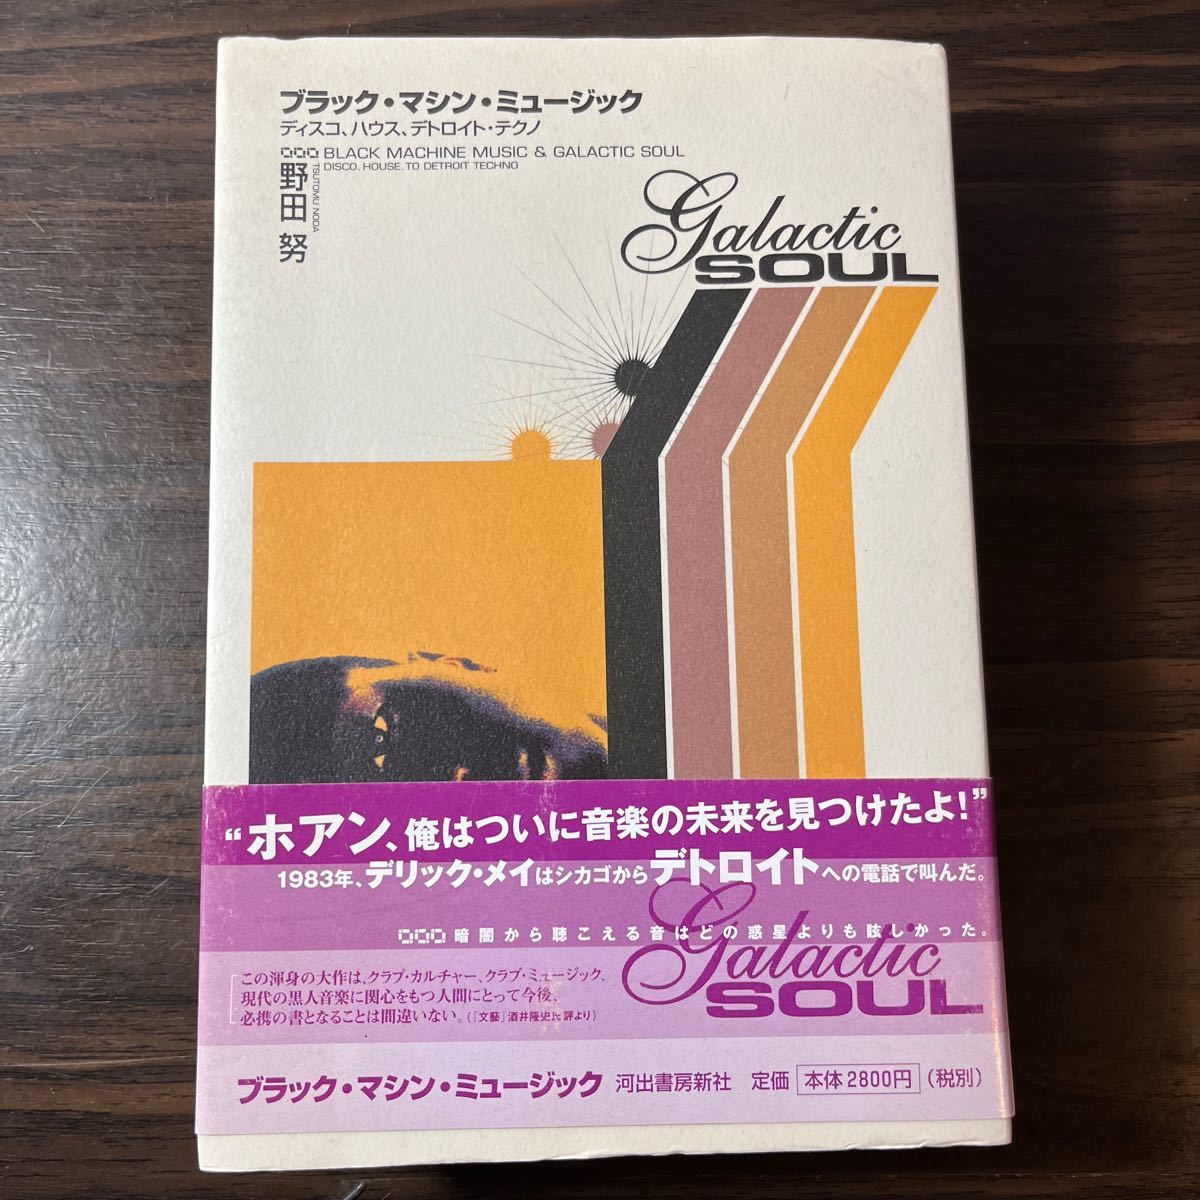 ブラック・マシン・ミュージック
ディスコ、ハウス、デトロイト・テクノ
BLACK MACHINE MUSIC & GALACTIC SOUL
DISCO. HOUSE. TO DETROIT TECHNO
野田 努
TSUTOMU NODA
Galactic
SOUL
“ホアン、俺はついに音楽の未来を見つけたよ!”
1983年、デリック・メイはシカゴからデトロイトへの電話で叫んだ。
暗闇から聴こえる音はどの惑星よりも眩しかった。
Galactic
SOUL
この渾身の大作は、クラブ・カルチャー、クラブ・ミュージック、
現代の黒人音楽に関心をもつ人間にとって今後、
必携の書となることは間違いない。(『文藝』酒井隆史氏評より)
ブラック・マシン・ミュージック 河出書房新社 定価 本体2800円 (税別)